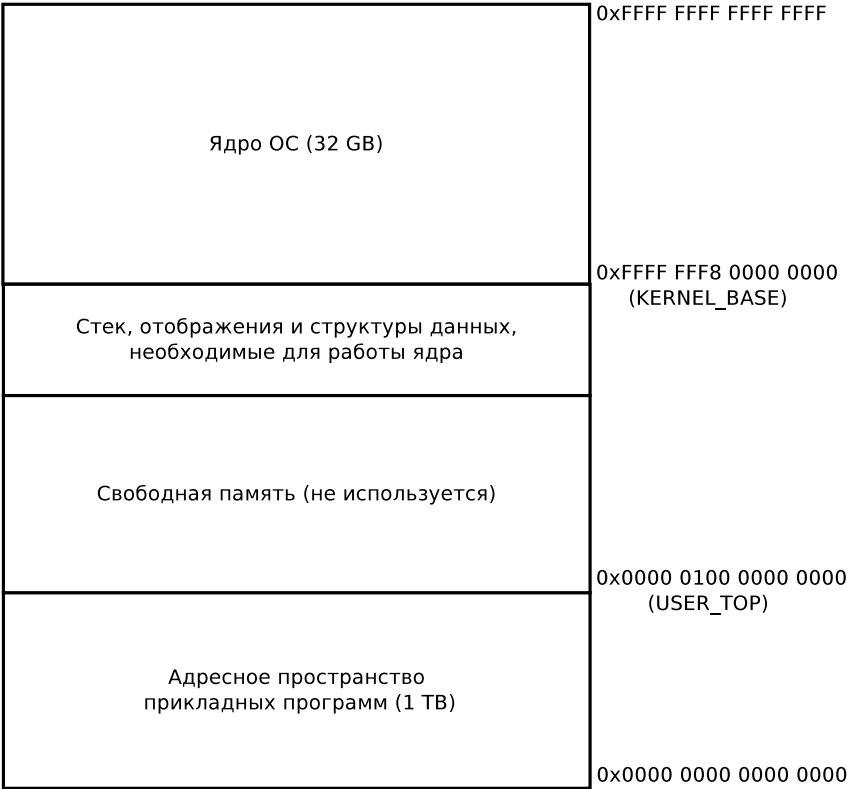 0xFFFF FFFF FFFF FFFF
Ядро ОС (32 GB)
0xFFFF FFF8 0000 0000
(KERNEL_BASE)
Стек, отображения и структуры данных,
необходимые для работы ядра
Свободная память (не используется)
0x0000 0100 0000 0000
(USER_TOP)
Адресное пространство
прикладных программ (1 TB)
0x0000 0000 0000 0000